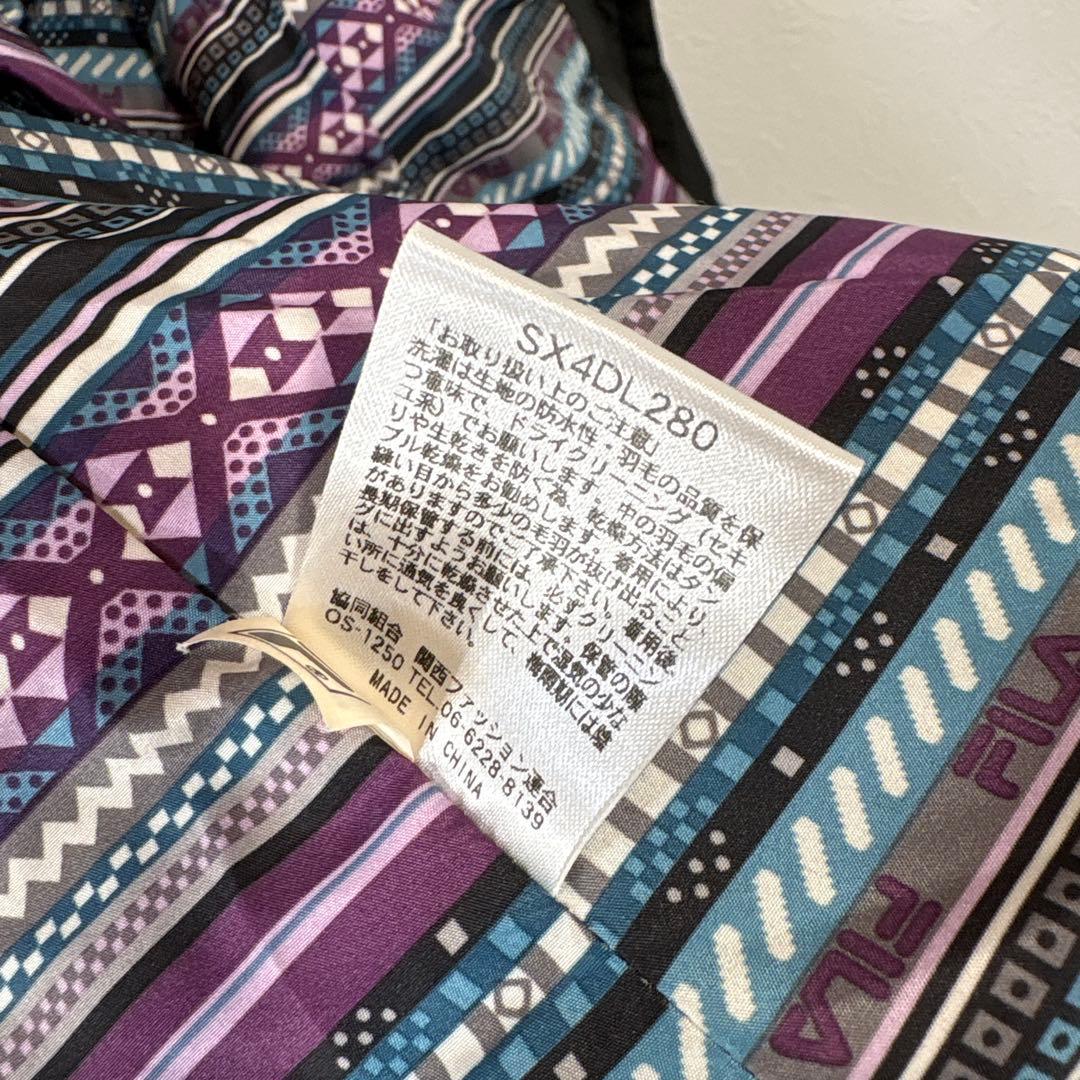 SX4DL280
「お取り扱い上のご注意」
洗濯は生地の防水性・羽毛の品質を保
つ意味で、ドライクリーニング(セキ
ユ系)でお願いします。中の羽毛の偏
りや生乾きを防ぐ為、乾燥方法はタン
ブル乾燥をお勧めします。着用により、
縫い目から多少の毛羽が抜け出ること
がありますのでご了承下さい。着用後
長期保管する前には、必ずクリーニン
グに出すようお願いします。保管の際
は、十分に乾燥させた上で湿気の少な
い所に通気を良くして、梅雨期には陰
干しをして下さい。
協同組合 関西ファッション連合
OS-1250 TEL.06-6228-8139
MADE IN CHINA
FILA
FILA